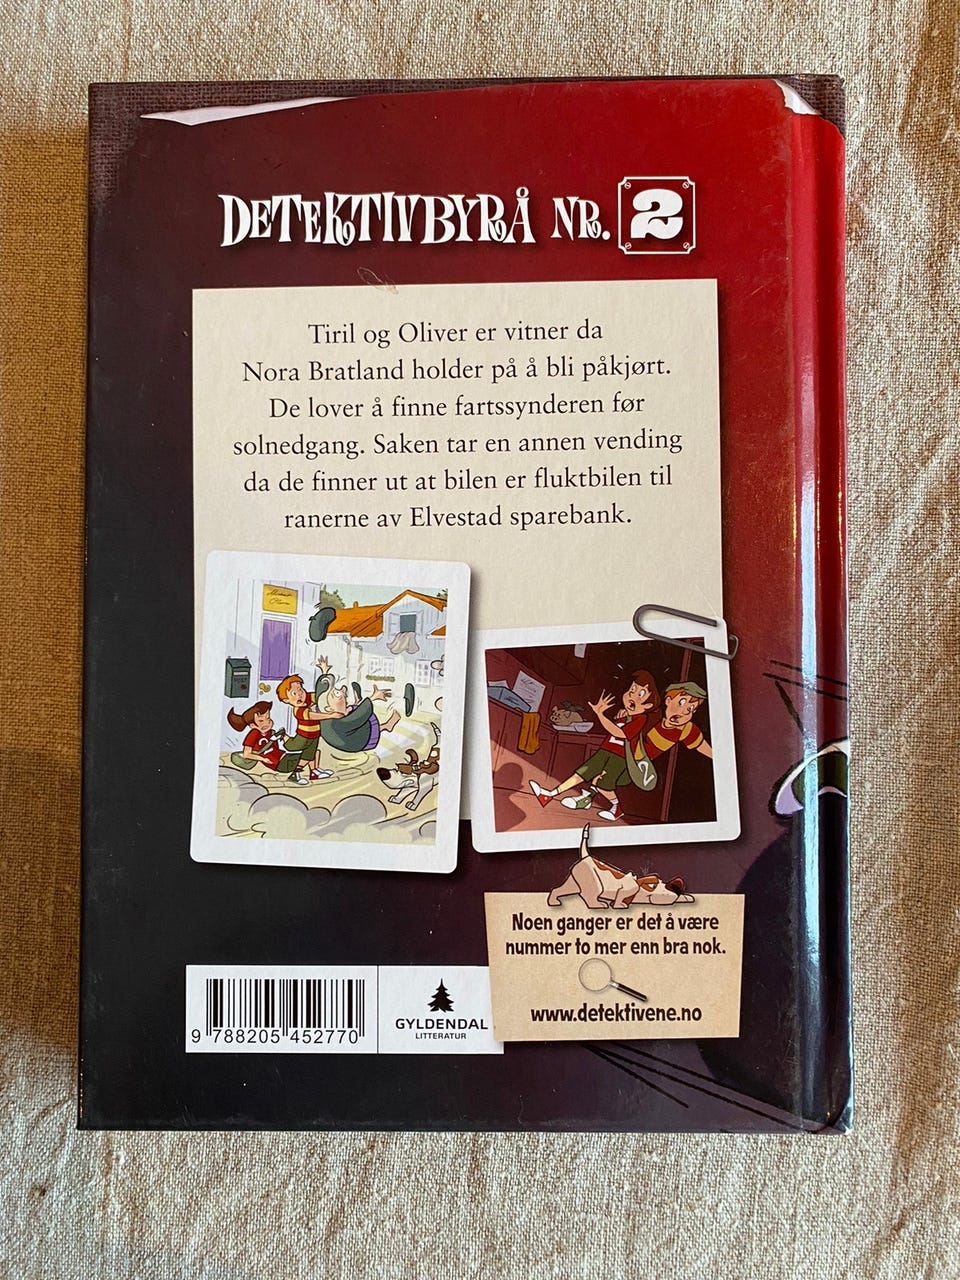 DETEKTIVBYRÅ NR. 2
Tiril og Oliver er vitner da
Nora Bratland holder på å bli påkjørt.
De lover å finne fartssynderen før
solnedgang. Saken tar en annen vending
da de finner ut at bilen er fluktbilen til
ranerne av Elvestad sparebank.
2
Noen ganger er det å være
nummer to mer enn bra nok.
www.detektivene.no
9 788205 452770
GYLDENDAL
LITTERATUR